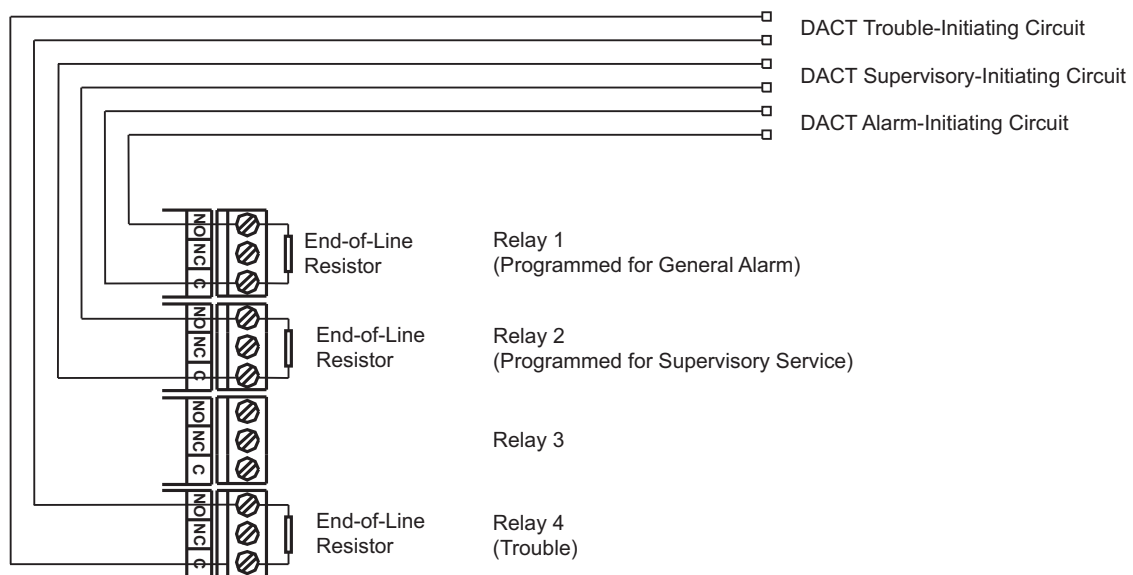 DACT Trouble-Initiating Circuit
DACT Supervisory-Initiating Circuit
DACT Alarm-Initiating Circuit
NO
NC
C
End-of-Line
Resistor
Relay 1
(Programmed for General Alarm)
NO
NC
C
End-of-Line
Resistor
Relay 2
(Programmed for Supervisory Service)
NO
NC
C
Relay 3
NO
NC
C
End-of-Line
Resistor
Relay 4
(Trouble)